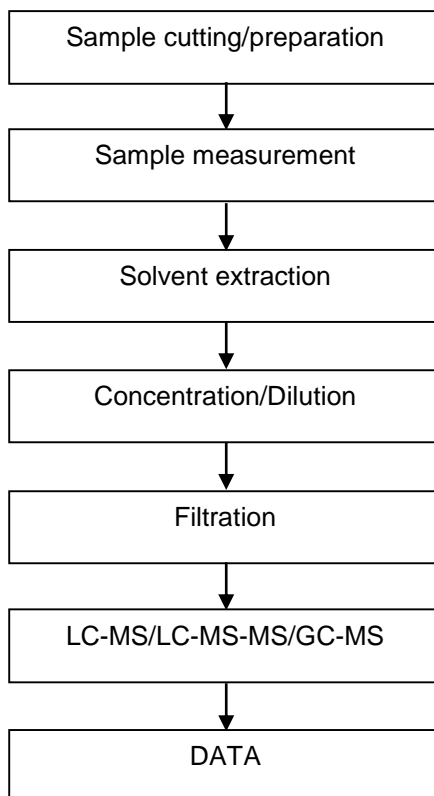 Sample cutting/preparation
Sample measurement
Solvent extraction
Concentration/Dilution
Filtration
LC-MS/LC-MS-MS/GC-MS
DATA